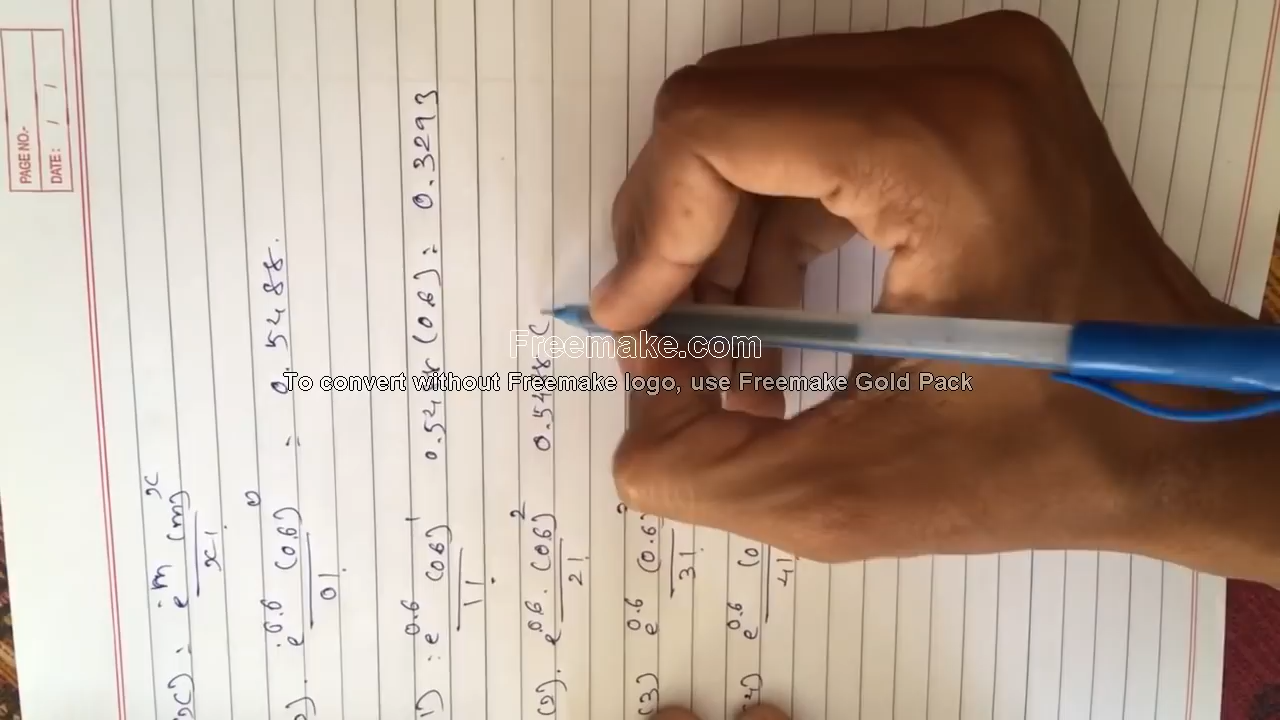 PAGE NO.-
DATE: / /
x) = e^-m (m)^x / x!
0) = e^-0.6 (0.6)^0 / 0! = 0.5488.
1) = e^0.6 (0.6)^1 / 1! 0.5488 (0.6) = 0.3293
(2) = e^0.6 (0.6)^2 / 2! 0.5488 (
(3) e^0.6 (0.6) / 3!
4) e^0.6 (0 / 4!
Freemake.com
To convert without Freemake logo, use Freemake Gold Pack